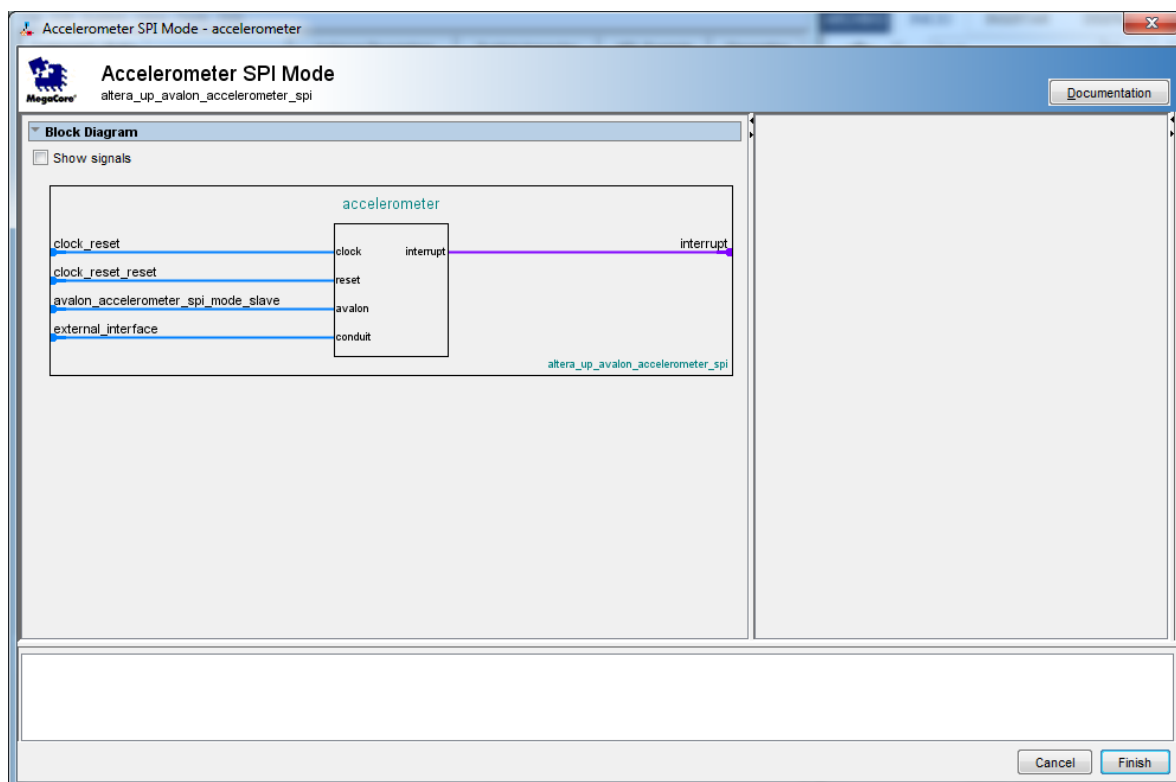 Accelerometer SPI Mode - accelerometer
Accelerometer SPI Mode
MegaCore®
altera_up_avalon_accelerometer_spi
Documentation
Block Diagram
Show signals
accelerometer
clock_reset
clock
interrupt
interrupt
clock_reset_reset
reset
avalon_accelerometer_spi_mode_slave
avalon
external_interface
conduit
altera_up_avalon_accelerometer_spi
Cancel
Finish